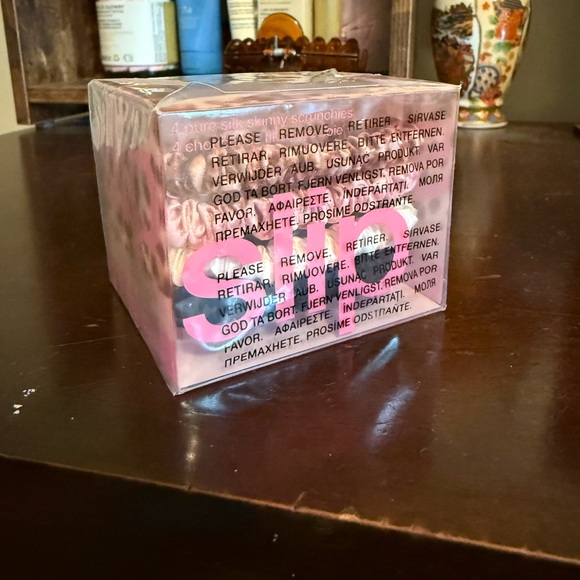 4 pure silk skinny scrunchies
PLEASE REMOVE. RETIRER. SIRVASE
RETIRAR. RIMUOVERE. BITTE ENTFERNEN.
VERWIJDER AUB. USUNĄC PRODUKT. VAR
GOD TA BORT. FJERN VENLIGST. REMOVA POR
FAVOR. ΑΦΑΙΡΕΣΤΕ. ÎNDEPĂRTAȚI. МОЛЯ
ПРЕМАХНЕТЕ. PROSÍME ODSTRAŇTE.
slip
PLEASE REMOVE. RETIRER. SIRVASE
RETIRAR. RIMUOVERE. BITTE ENTFERNEN.
VERWIJDER AUB. USUNĄC PRODUKT. VAR
GOD TA BORT. FJERN VENLIGST. REMOVA POR
FAVOR. ΑΦΑΙΡΕΣΤΕ. ÎNDEPĂRTAȚI. МОЛЯ
ПРЕМАХНЕТЕ. PROSÍME ODSTRAŇTE.